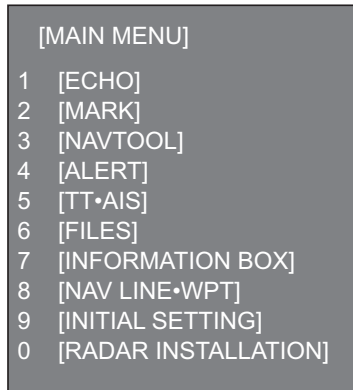 [MAIN MENU]
1 [ECHO]
2 [MARK]
3 [NAVTOOL]
4 [ALERT]
5 [TT•AIS]
6 [FILES]
7 [INFORMATION BOX]
8 [NAV LINE•WPT]
9 [INITIAL SETTING]
0 [RADAR INSTALLATION]